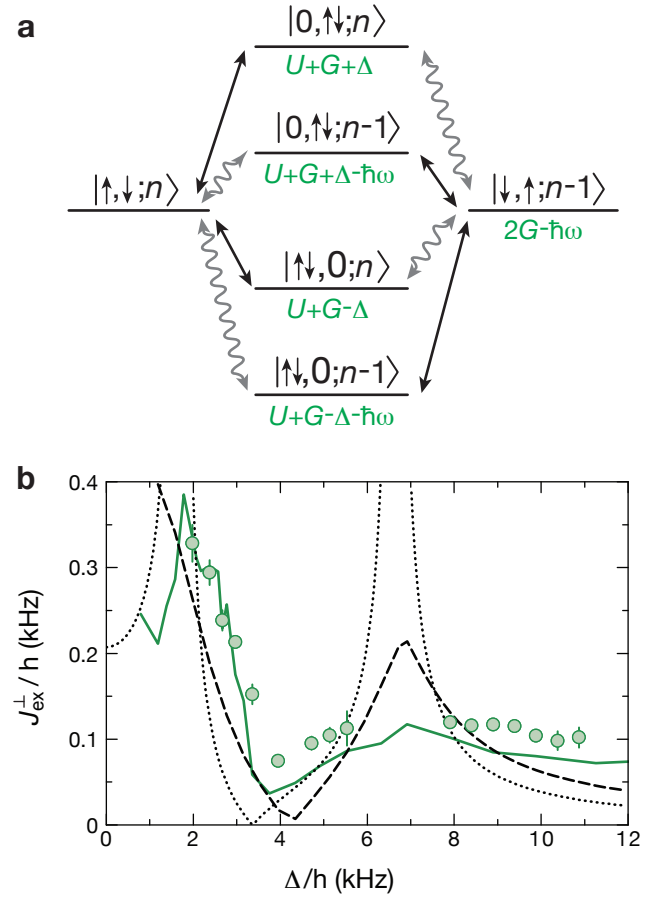 a
|0,↑↓;n⟩
U+G+Δ
|0,↑↓;n-1⟩
U+G+Δ-ħω
|↑,↓;n⟩
|↓,↑;n-1⟩
2G-ħω
|↑↓,0;n⟩
U+G-Δ
|↑↓,0;n-1⟩
U+G-Δ-ħω
b
0.4
0.3
0.2
0.1
0
J⊥ex / h (kHz)
0 2 4 6 8 10 12
Δ/h (kHz)